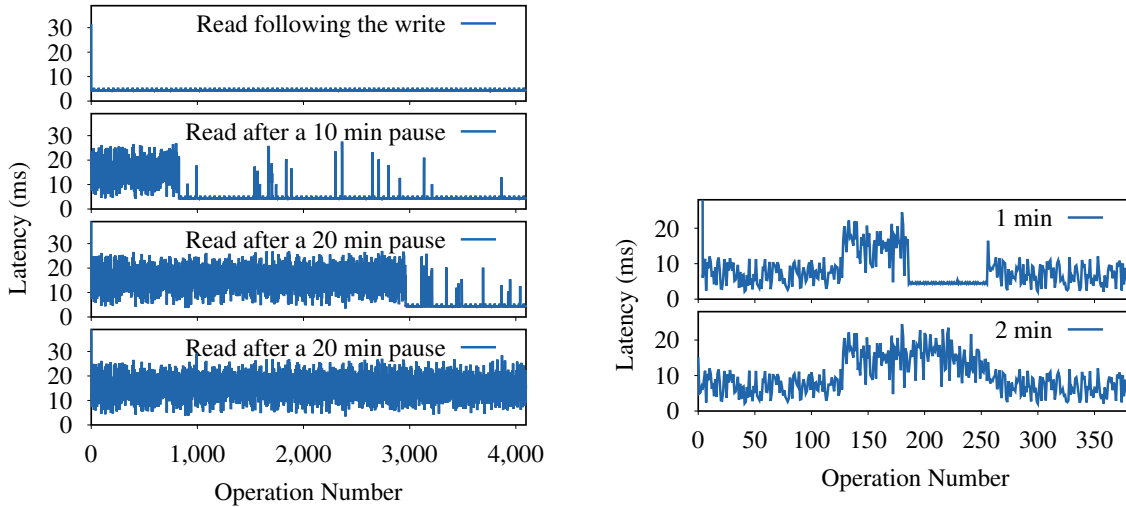 Latency (ms)
30
20
10
0
Read following the write
30
20
10
0
Read after a 10 min pause
30
20
10
0
Read after a 20 min pause
30
20
10
0
Read after a 20 min pause
0 1,000 2,000 3,000 4,000
Operation Number
Latency (ms)
20
10
0
1 min
Latency (ms)
20
10
0
2 min
0 50 100 150 200 250 300 350
Operation Number